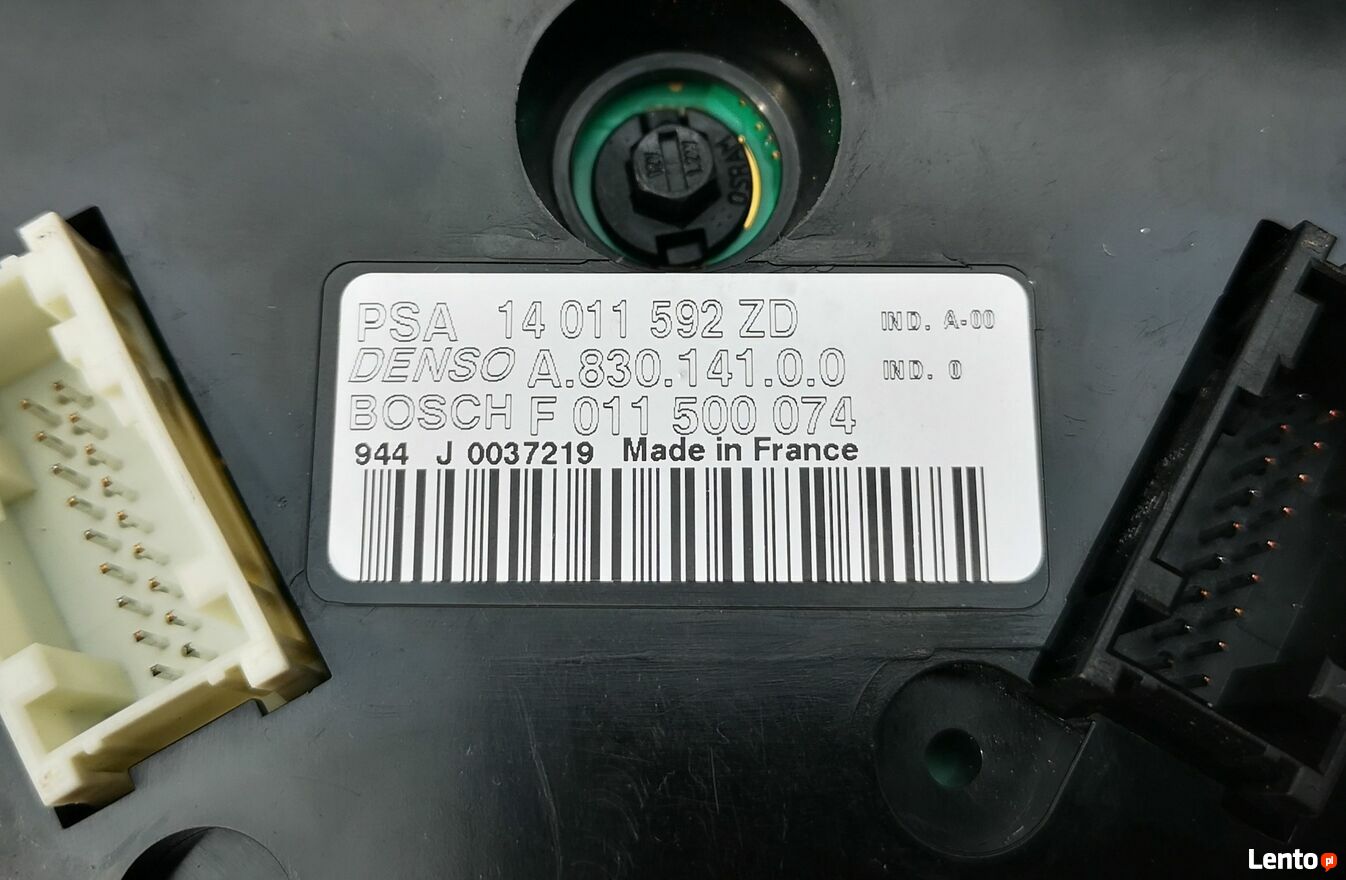 OSRAM
PSA 14 011 592 ZD IND. A-00
DENSO A.830.141.0.0 IND. 0
BOSCH F 011 500 074
944 J 0037219 Made in France
Lento pl